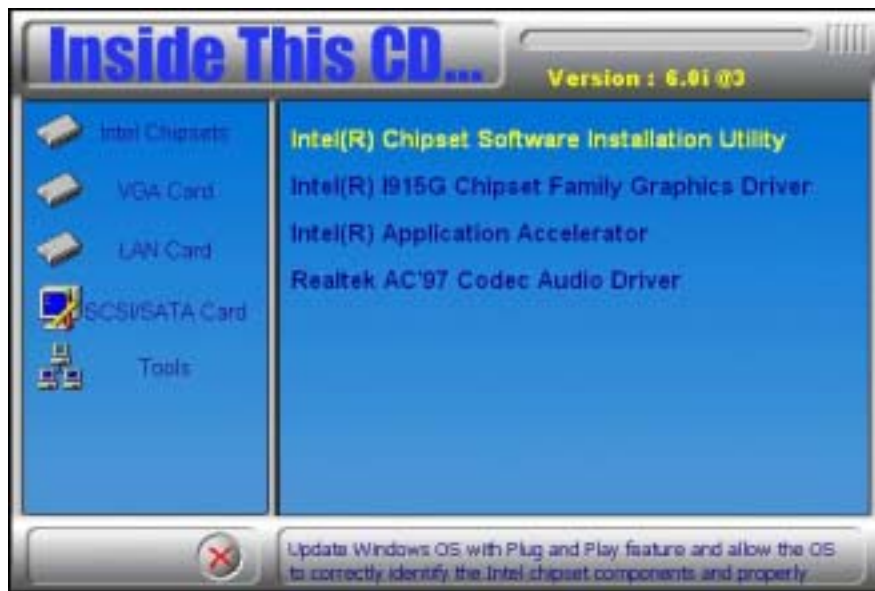 Inside This CD...
Version : 6.0i @3
Intel Chipsets
VGA Card
LAN Card
SCSI/SATA Card
Tools
Intel(R) Chipset Software Installation Utility
Intel(R) I915G Chipset Family Graphics Driver
Intel(R) Application Accelerator
Realtek AC'97 Codec Audio Driver
Update Windows OS with Plug and Play feature and allow the OS
to correctly identify the Intel chipset components and properly